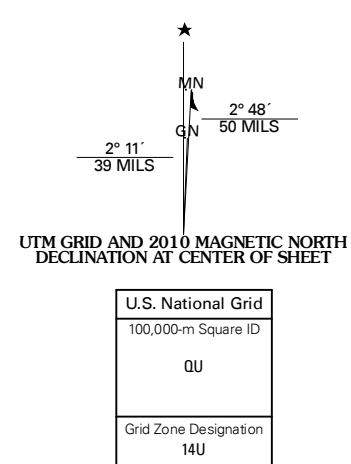 MN
2° 48´
50 MILS
GN
2° 11´
39 MILS
UTM GRID AND 2010 MAGNETIC NORTH
DECLINATION AT CENTER OF SHEET
U.S. National Grid
100,000-m Square ID
QU
Grid Zone Designation
14U